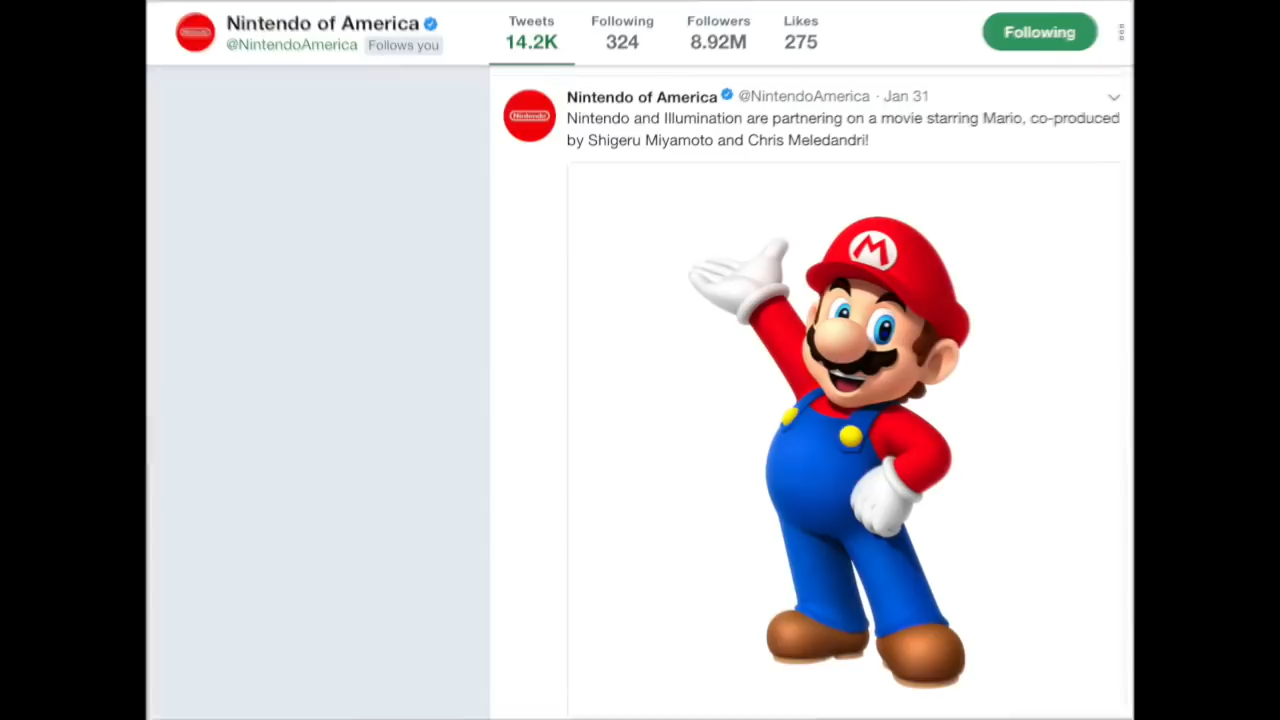 Nintendo of America
@NintendoAmerica Follows you
Tweets Following Followers Likes
14.2K 324 8.92M 275
Following
Nintendo
Nintendo of America @NintendoAmerica · Jan 31
Nintendo and Illumination are partnering on a movie starring Mario, co-produced
by Shigeru Miyamoto and Chris Meledandri!
Nintendo
M